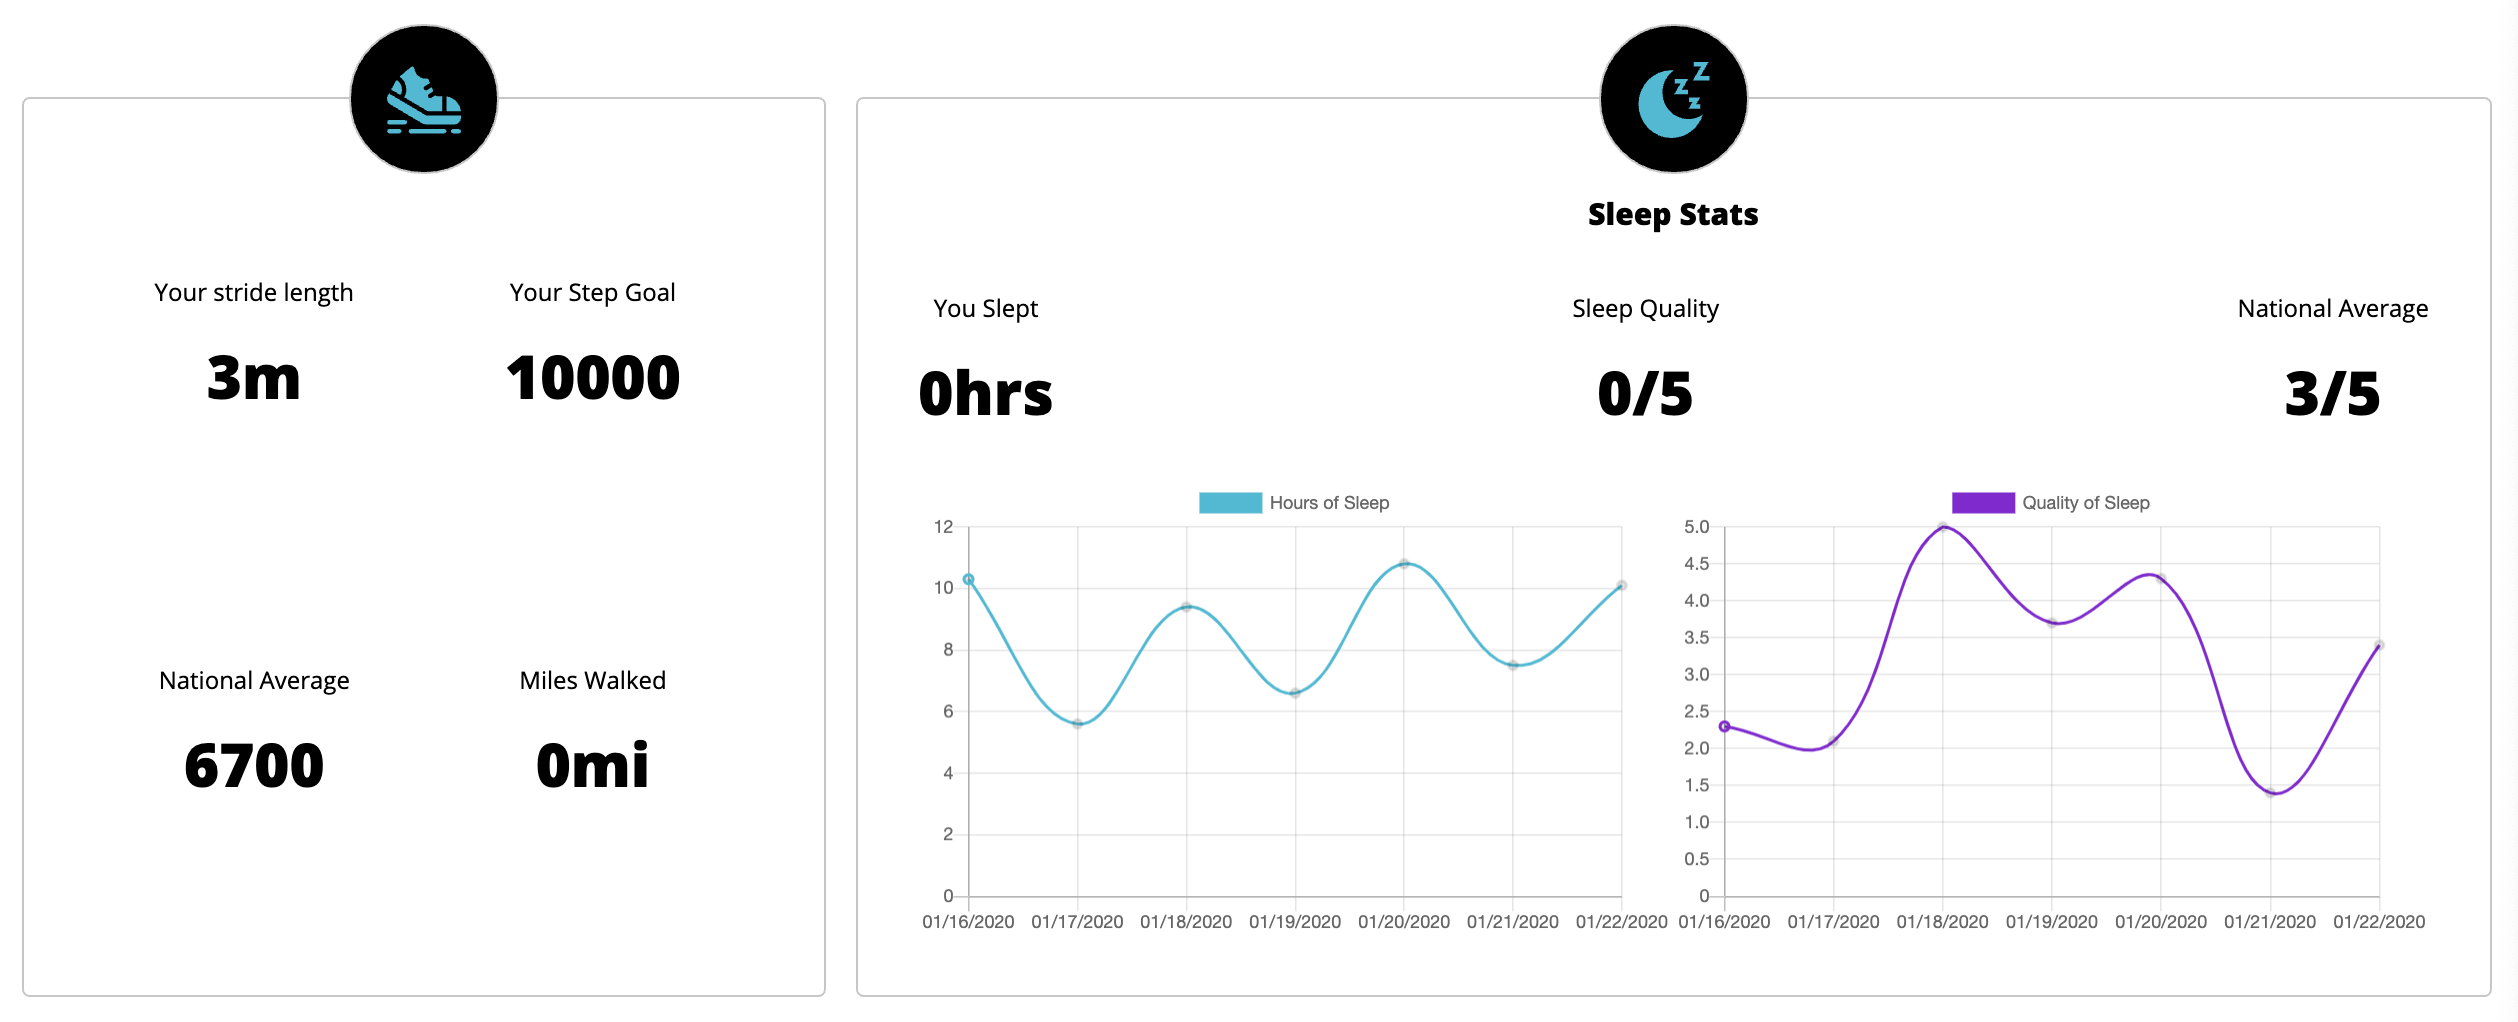 Your stride length
3m
Your Step Goal
10000
National Average
6700
Miles Walked
0mi
z z z
Sleep Stats
You Slept
0hrs
Sleep Quality
0/5
National Average
3/5
Hours of Sleep
12
10
8
6
4
2
0
01/16/2020 01/17/2020 01/18/2020 01/19/2020 01/20/2020 01/21/2020 01/22/2020
Quality of Sleep
5.0
4.5
4.0
3.5
3.0
2.5
2.0
1.5
1.0
0.5
0
01/16/2020 01/17/2020 01/18/2020 01/19/2020 01/20/2020 01/21/2020 01/22/2020